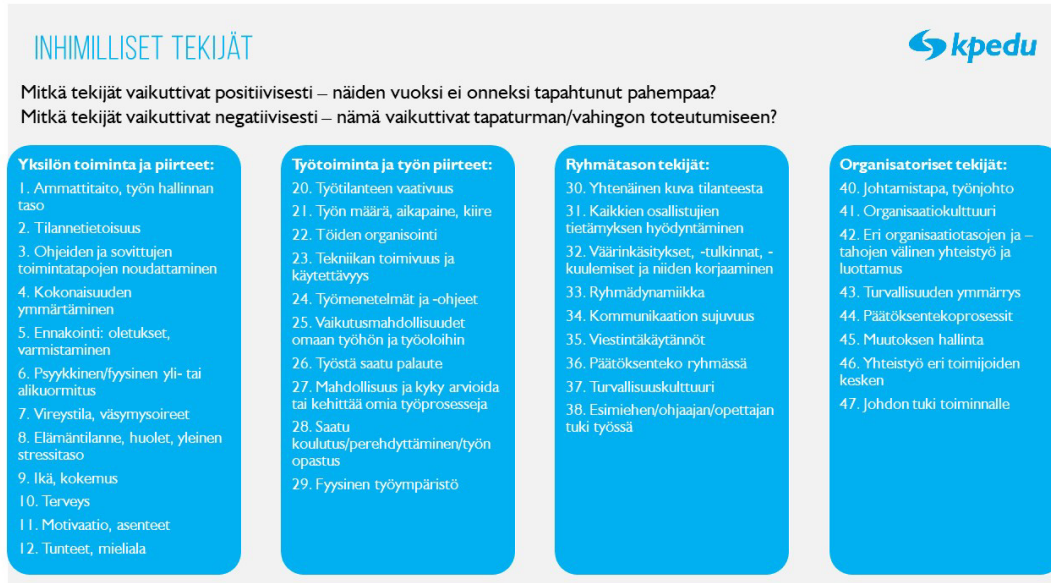 INHIMILLISET TEKIJÄT
kpedu
Mitkä tekijät vaikuttivat positiivisesti – näiden vuoksi ei onneksi tapahtunut pahempaa?
Mitkä tekijät vaikuttivat negatiivisesti – nämä vaikuttivat tapaturman/vahingon toteutumiseen?
Yksilön toiminta ja piirteet:
1. Ammattitaito, työn hallinnan
taso
2. Tilannetietoisuus
3. Ohjeiden ja sovittujen
toimintatapojen noudattaminen
4. Kokonaisuuden
ymmärtäminen
5. Ennakointi: oletukset,
varmistaminen
6. Psyykkinen/fyysinen yli- tai
alikuormitus
7. Vireystila, väsymysoireet
8. Elämäntilanne, huolet, yleinen
stressitaso
9. Ikä, kokemus
10. Terveys
11. Motivaatio, asenteet
12. Tunteet, mieliala
Työtoiminta ja työn piirteet:
20. Työtilanteen vaativuus
21. Työn määrä, aikapaine, kiire
22. Töiden organisointi
23. Tekniikan toimivuus ja
käytettävyys
24. Työmenetelmät ja -ohjeet
25. Vaikutusmahdollisuudet
omaan työhön ja työoloihin
26. Työstä saatu palaute
27. Mahdollisuus ja kyky arvioida
tai kehittää omia työprosesseja
28. Saatu
koulutus/perehdyttäminen/työn
opastus
29. Fyysinen työympäristö
Ryhmätason tekijät:
30. Yhtenäinen kuva tilanteesta
31. Kaikkien osallistujien
tietämyksen hyödyntäminen
32. Väärinkäsitykset, -tulkinnat, -
kuulemiset ja niiden korjaaminen
33. Ryhmädynamiikka
34. Kommunikaation sujuvuus
35. Viestintäkäytännöt
36. Päätöksenteko ryhmässä
37. Turvallisuuskulttuuri
38. Esimiehen/ohjaajan/opettajan
tuki työssä
Organisatoriset tekijät:
40. Johtamistapa, työnjohto
41. Organisaatiokulttuuri
42. Eri organisaatiotasojen ja –
tahojen välinen yhteistyö ja
luottamus
43. Turvallisuuden ymmärrys
44. Päätöksentekoprosessit
45. Muutoksen hallinta
46. Yhteistyö eri toimijoiden
kesken
47. Johdon tuki toiminnalle